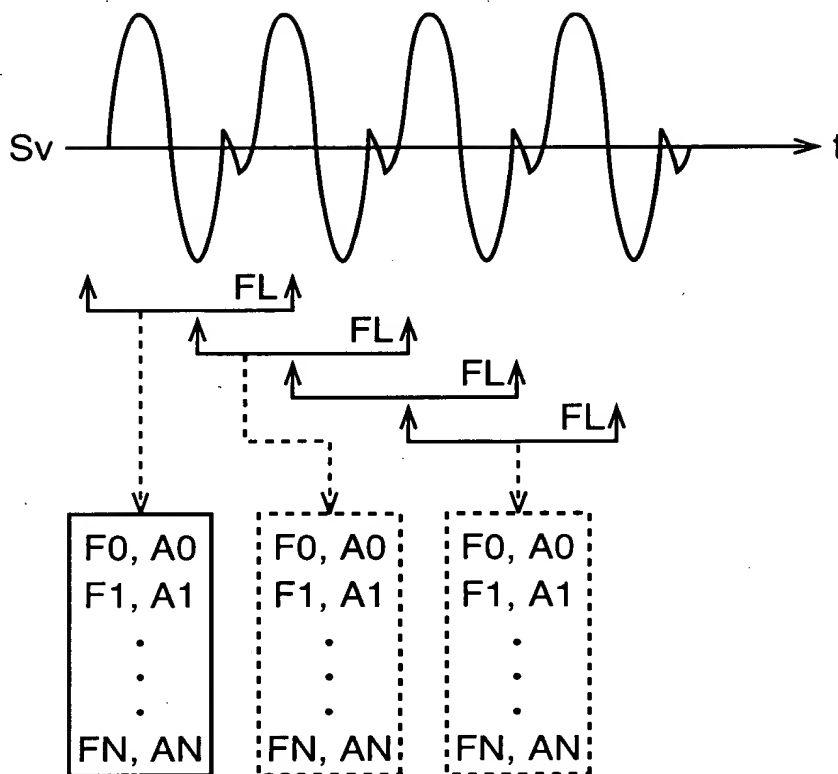 Sv t
FL
FL
FL
FL
F0, A0 F0, A0 F0, A0
F1, A1 F1, A1 F1, A1
FN, AN FN, AN FN, AN